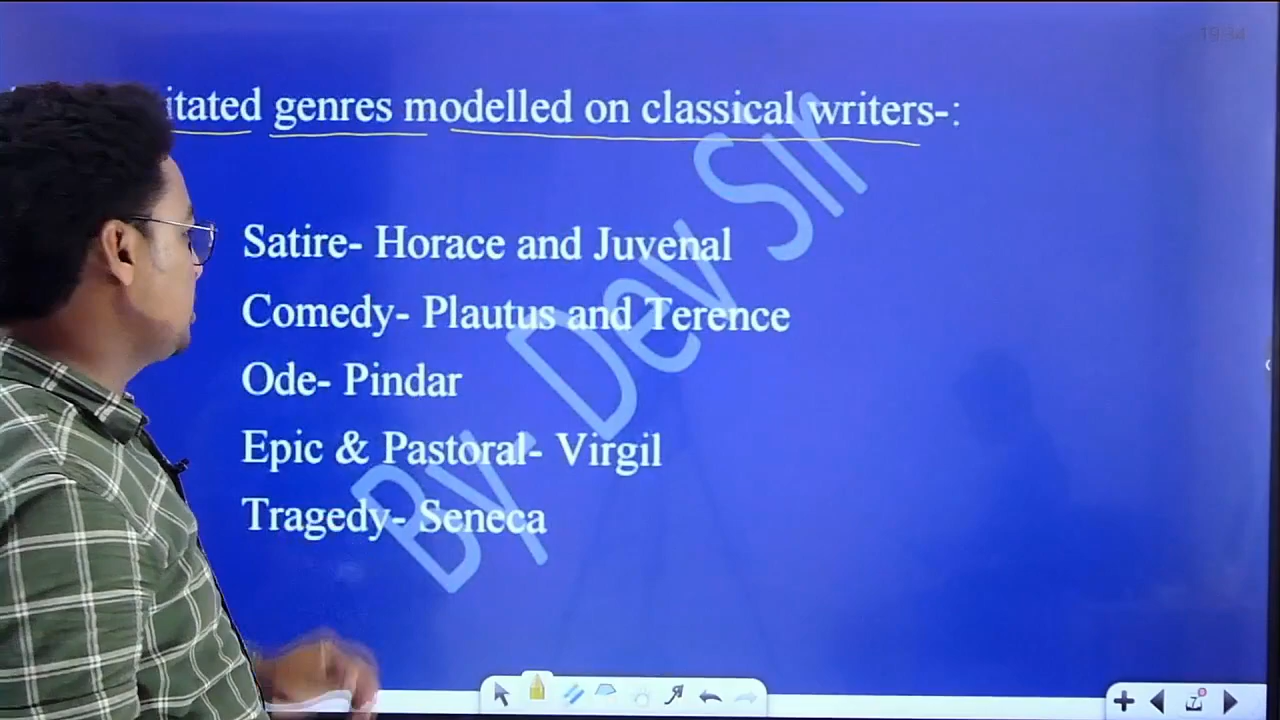 genres modelled on classical writers-:
Satire- Horace and Juvenal
Comedy- Plautus and Terence
Ode- Pindar
Epic & Pastoral- Virgil
Tragedy- Seneca
By: Dev Sir